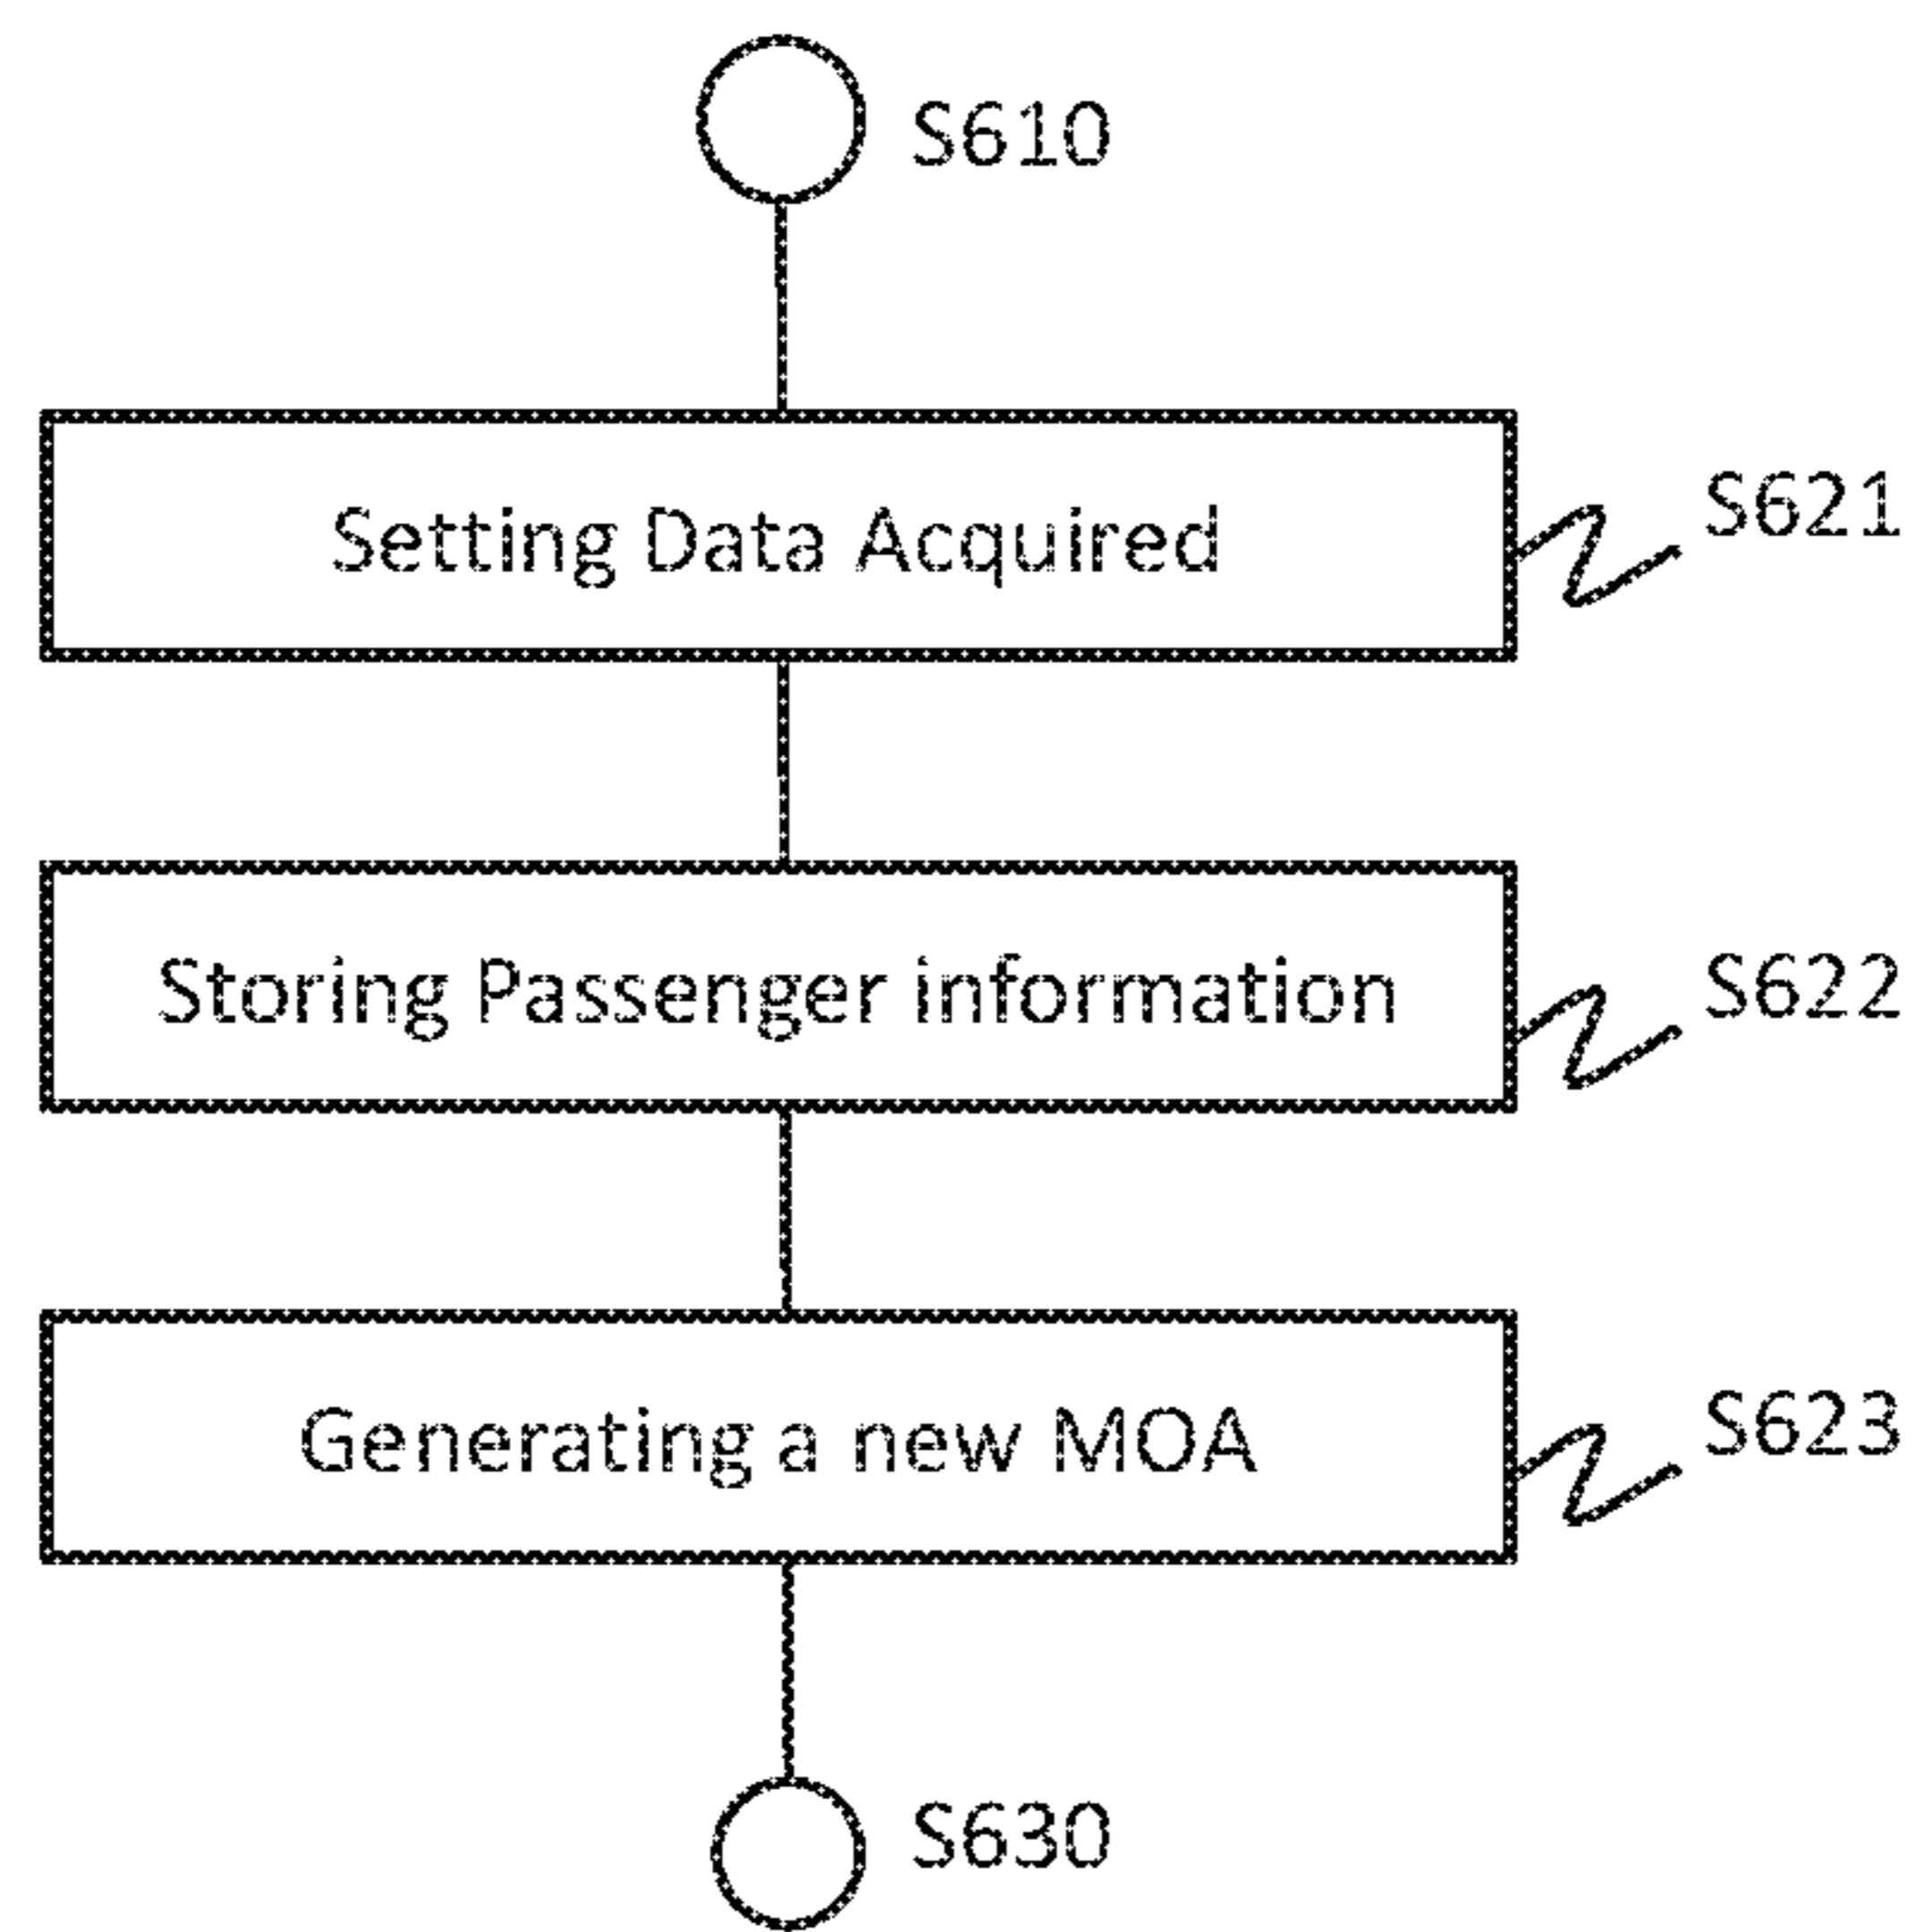 S610
Setting Data Acquired
S621
Storing Passenger information
S622
Generating a new MOA
S623
S630